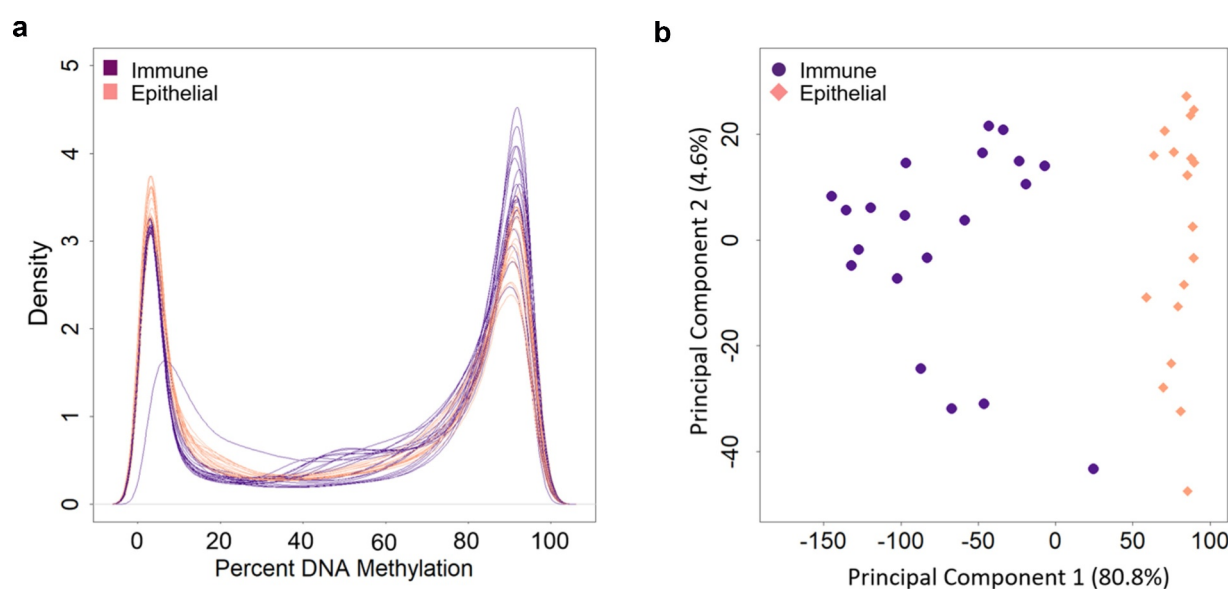 a
Immune
Epithelial
5
4
3
2
1
0
Density
0 20 40 60 80 100
Percent DNA Methylation
b
Immune
Epithelial
20
0
-20
-40
Principal Component 2 (4.6%)
-150 -100 -50 0 50 100
Principal Component 1 (80.8%)